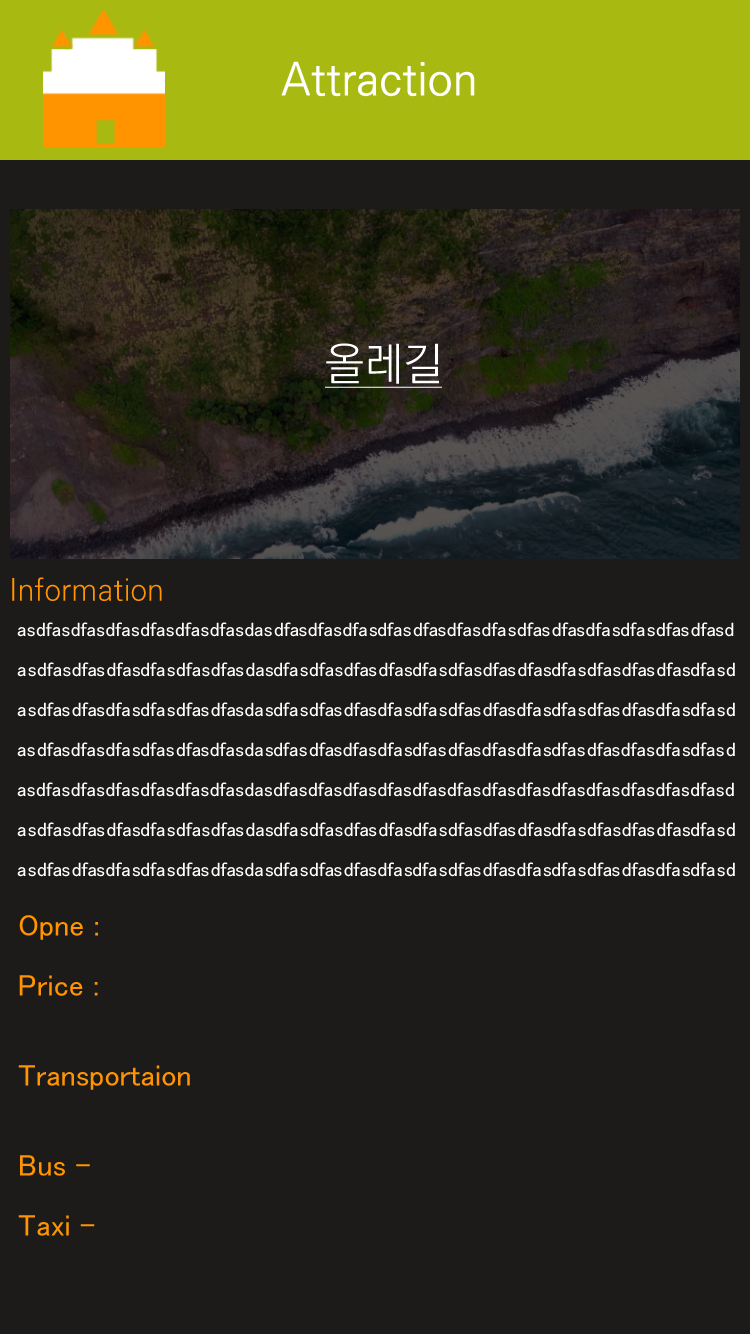 Attraction
올레길
Information
asdfasdfasdfasdfasdfasdfasdasdfasdfasdfasdfasdfasdfasdfasdfasdfasdfasdfasdfasdfasd
asdfasdfasdfasdfasdfasdfasdasdfasdfasdfasdfasdfasdfasdfasdfasdfasdfasdfasdfasdfasd
asdfasdfasdfasdfasdfasdfasdasdfasdfasdfasdfasdfasdfasdfasdfasdfasdfasdfasdfasdfasd
asdfasdfasdfasdfasdfasdfasdasdfasdfasdfasdfasdfasdfasdfasdfasdfasdfasdfasdfasdfasd
asdfasdfasdfasdfasdfasdfasdasdfasdfasdfasdfasdfasdfasdfasdfasdfasdfasdfasdfasdfasd
asdfasdfasdfasdfasdfasdfasdasdfasdfasdfasdfasdfasdfasdfasdfasdfasdfasdfasdfasdfasd
asdfasdfasdfasdfasdfasdfasdasdfasdfasdfasdfasdfasdfasdfasdfasdfasdfasdfasdfasdfasd
Opne :
Price :
Transportaion
Bus -
Taxi -